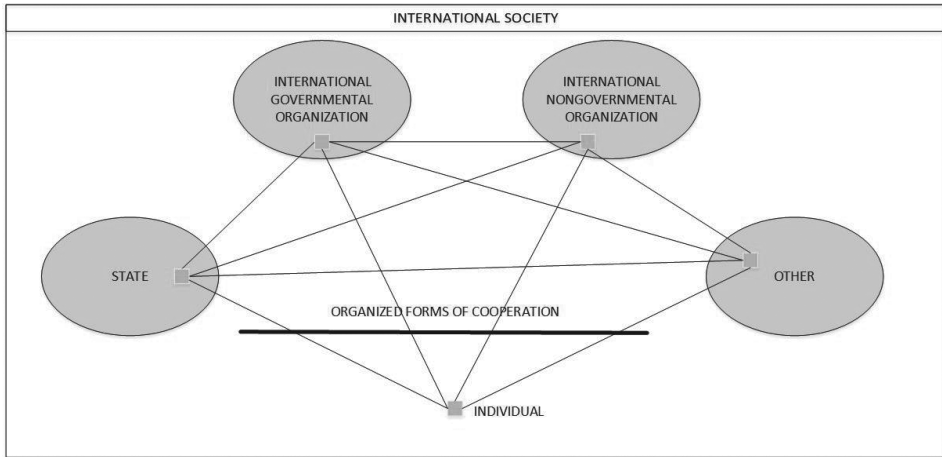 INTERNATIONAL SOCIETY
INTERNATIONAL
GOVERNMENTAL
ORGANIZATION
INTERNATIONAL
NONGOVERNMENTAL
ORGANIZATION
STATE
OTHER
ORGANIZED FORMS OF COOPERATION
INDIVIDUAL